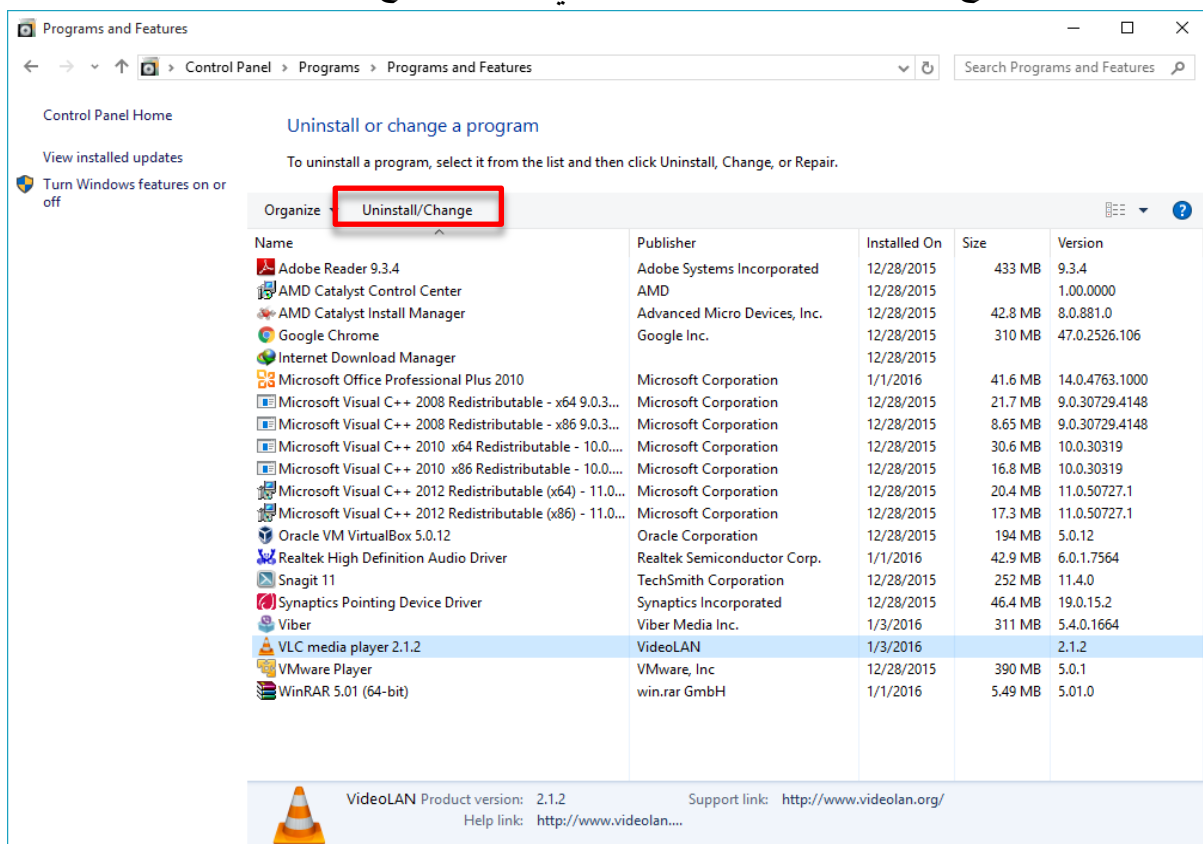 Programs and Features
Control Panel > Programs > Programs and Features
Search Programs and Features
Control Panel Home
View installed updates
Turn Windows features on or
off
Uninstall or change a program
To uninstall a program, select it from the list and then click Uninstall, Change, or Repair.
Organize Uninstall/Change
Name Publisher Installed On Size Version
Adobe Reader 9.3.4 Adobe Systems Incorporated 12/28/2015 433 MB 9.3.4
AMD Catalyst Control Center AMD 12/28/2015 1.00.0000
AMD Catalyst Install Manager Advanced Micro Devices, Inc. 12/28/2015 42.8 MB 8.0.881.0
Google Chrome Google Inc. 12/28/2015 310 MB 47.0.2526.106
Internet Download Manager 12/28/2015
Microsoft Office Professional Plus 2010 Microsoft Corporation 1/1/2016 41.6 MB 14.0.4763.1000
Microsoft Visual C++ 2008 Redistributable - x64 9.0.3... Microsoft Corporation 12/28/2015 21.7 MB 9.0.30729.4148
Microsoft Visual C++ 2008 Redistributable - x86 9.0.3... Microsoft Corporation 12/28/2015 8.65 MB 9.0.30729.4148
Microsoft Visual C++ 2010 x64 Redistributable - 10.0.... Microsoft Corporation 12/28/2015 30.6 MB 10.0.30319
Microsoft Visual C++ 2010 x86 Redistributable - 10.0.... Microsoft Corporation 12/28/2015 16.8 MB 10.0.30319
Microsoft Visual C++ 2012 Redistributable (x64) - 11.0... Microsoft Corporation 12/28/2015 20.4 MB 11.0.50727.1
Microsoft Visual C++ 2012 Redistributable (x86) - 11.0... Microsoft Corporation 12/28/2015 17.3 MB 11.0.50727.1
Oracle VM VirtualBox 5.0.12 Oracle Corporation 12/28/2015 194 MB 5.0.12
Realtek High Definition Audio Driver Realtek Semiconductor Corp. 1/1/2016 42.9 MB 6.0.1.7564
Snagit 11 TechSmith Corporation 12/28/2015 252 MB 11.4.0
Synaptics Pointing Device Driver Synaptics Incorporated 12/28/2015 46.4 MB 19.0.15.2
Viber Viber Media Inc. 1/3/2016 311 MB 5.4.0.1664
VLC media player 2.1.2 VideoLAN 1/3/2016 2.1.2
VMware Player VMware, Inc 12/28/2015 390 MB 5.0.1
WinRAR 5.01 (64-bit) win.rar GmbH 1/1/2016 5.49 MB 5.01.0
VideoLAN Product version: 2.1.2 Support link: http://www.videolan.org/
Help link: http://www.videolan....